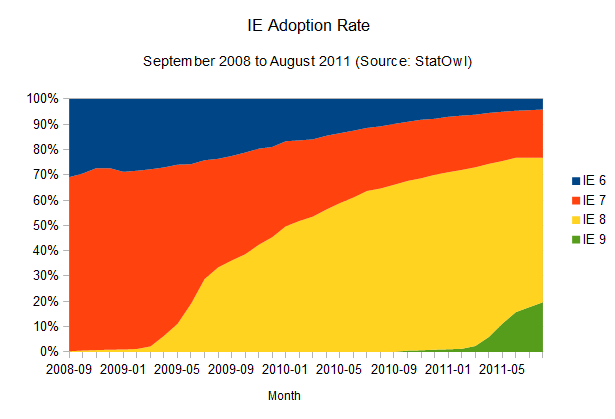 IE Adoption Rate
September 2008 to August 2011 (Source: StatOwl)
100%
90%
80%
70%
60%
50%
40%
30%
20%
10%
0%
2008-09 2009-01 2009-05 2009-09 2010-01 2010-05 2010-09 2011-01 2011-05
Month
IE 6
IE 7
IE 8
IE 9